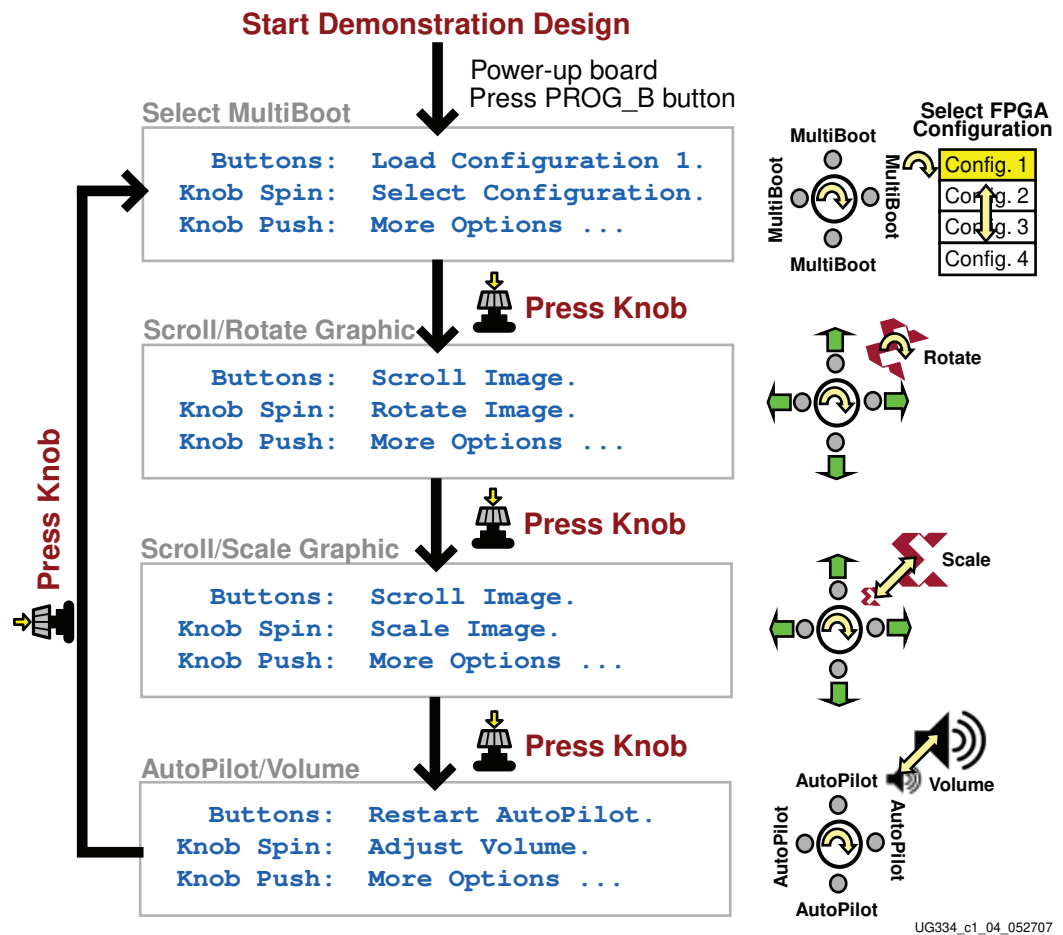 Start Demonstration Design
Power-up board
Press PROG_B button
Select MultiBoot
Buttons: Load Configuration 1.
Knob Spin: Select Configuration.
Knob Push: More Options ...
MultiBoot
MultiBoot
MultiBoot
MultiBoot
Select FPGA
Configuration
Config. 1
Config. 2
Config. 3
Config. 4
Press Knob
Scroll/Rotate Graphic
Buttons: Scroll Image.
Knob Spin: Rotate Image.
Knob Push: More Options ...
Rotate
Press Knob
Press Knob
Scroll/Scale Graphic
Buttons: Scroll Image.
Knob Spin: Scale Image.
Knob Push: More Options ...
Scale
Press Knob
AutoPilot/Volume
Buttons: Restart AutoPilot.
Knob Spin: Adjust Volume.
Knob Push: More Options ...
Volume
AutoPilot
AutoPilot
AutoPilot
AutoPilot
UG334_c1_04_052707